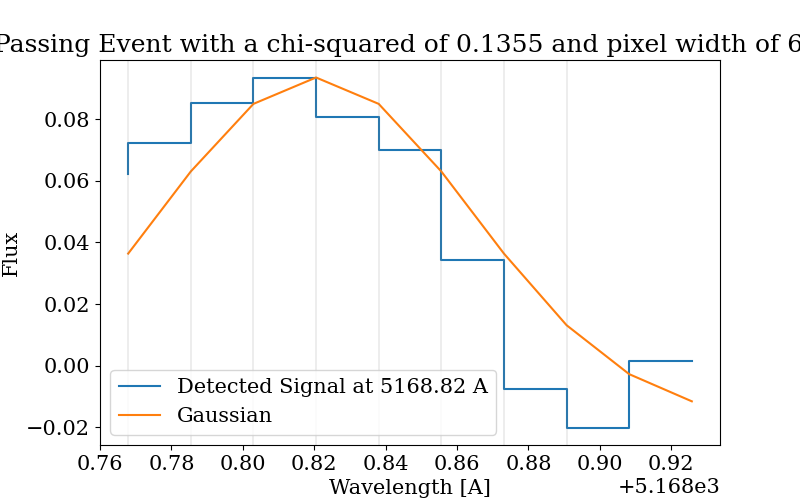 Passing Event with a chi-squared of 0.1355 and pixel width of 6
Flux
0.08
0.06
0.04
0.02
0.00
−0.02
Detected Signal at 5168.82 A
Gaussian
0.76 0.78 0.80 0.82 0.84 0.86 0.88 0.90 0.92
Wavelength [A]
+5.168e3